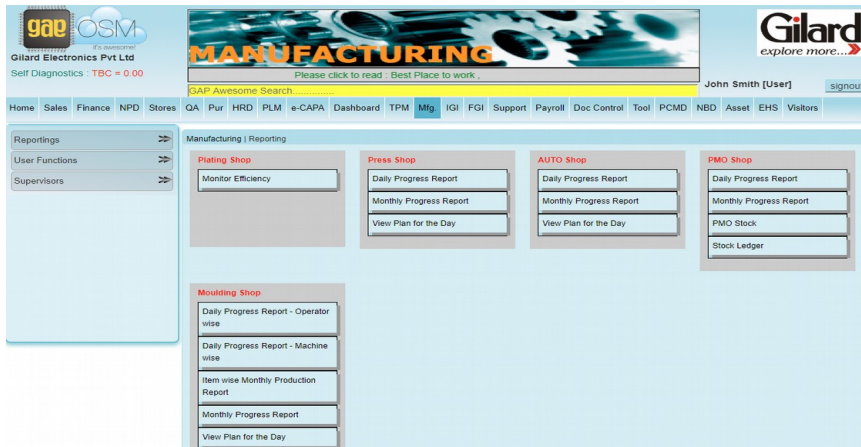 gae OSM
it's awesome!
Gilard Electronics Pvt Ltd
Self Diagnostics : TBC = 0.00
MANUFACTURING
Please click to read : Best Place to work ,
GAP Awesome Search..............
Gilard
explore more...
John Smith [User]
signou
Home Sales Finance NPD Stores QA Pur HRD PLM e-CAPA Dashboard TPM Mfg. IGI FGI Support Payroll Doc Control Tool PCMD NBD Asset EHS Visitors
Reportings
User Functions
Supervisors
Manufacturing | Reporting
Plating Shop
Monitor Efficiency
Press Shop
Daily Progress Report
Monthly Progress Report
View Plan for the Day
AUTO Shop
Daily Progress Report
Monthly Progress Report
View Plan for the Day
PMO Shop
Daily Progress Report
Monthly Progress Report
PMO Stock
Stock Ledger
Moulding Shop
Daily Progress Report - Operator
wise
Daily Progress Report - Machine
wise
Item wise Monthly Production
Report
Monthly Progress Report
View Plan for the Day